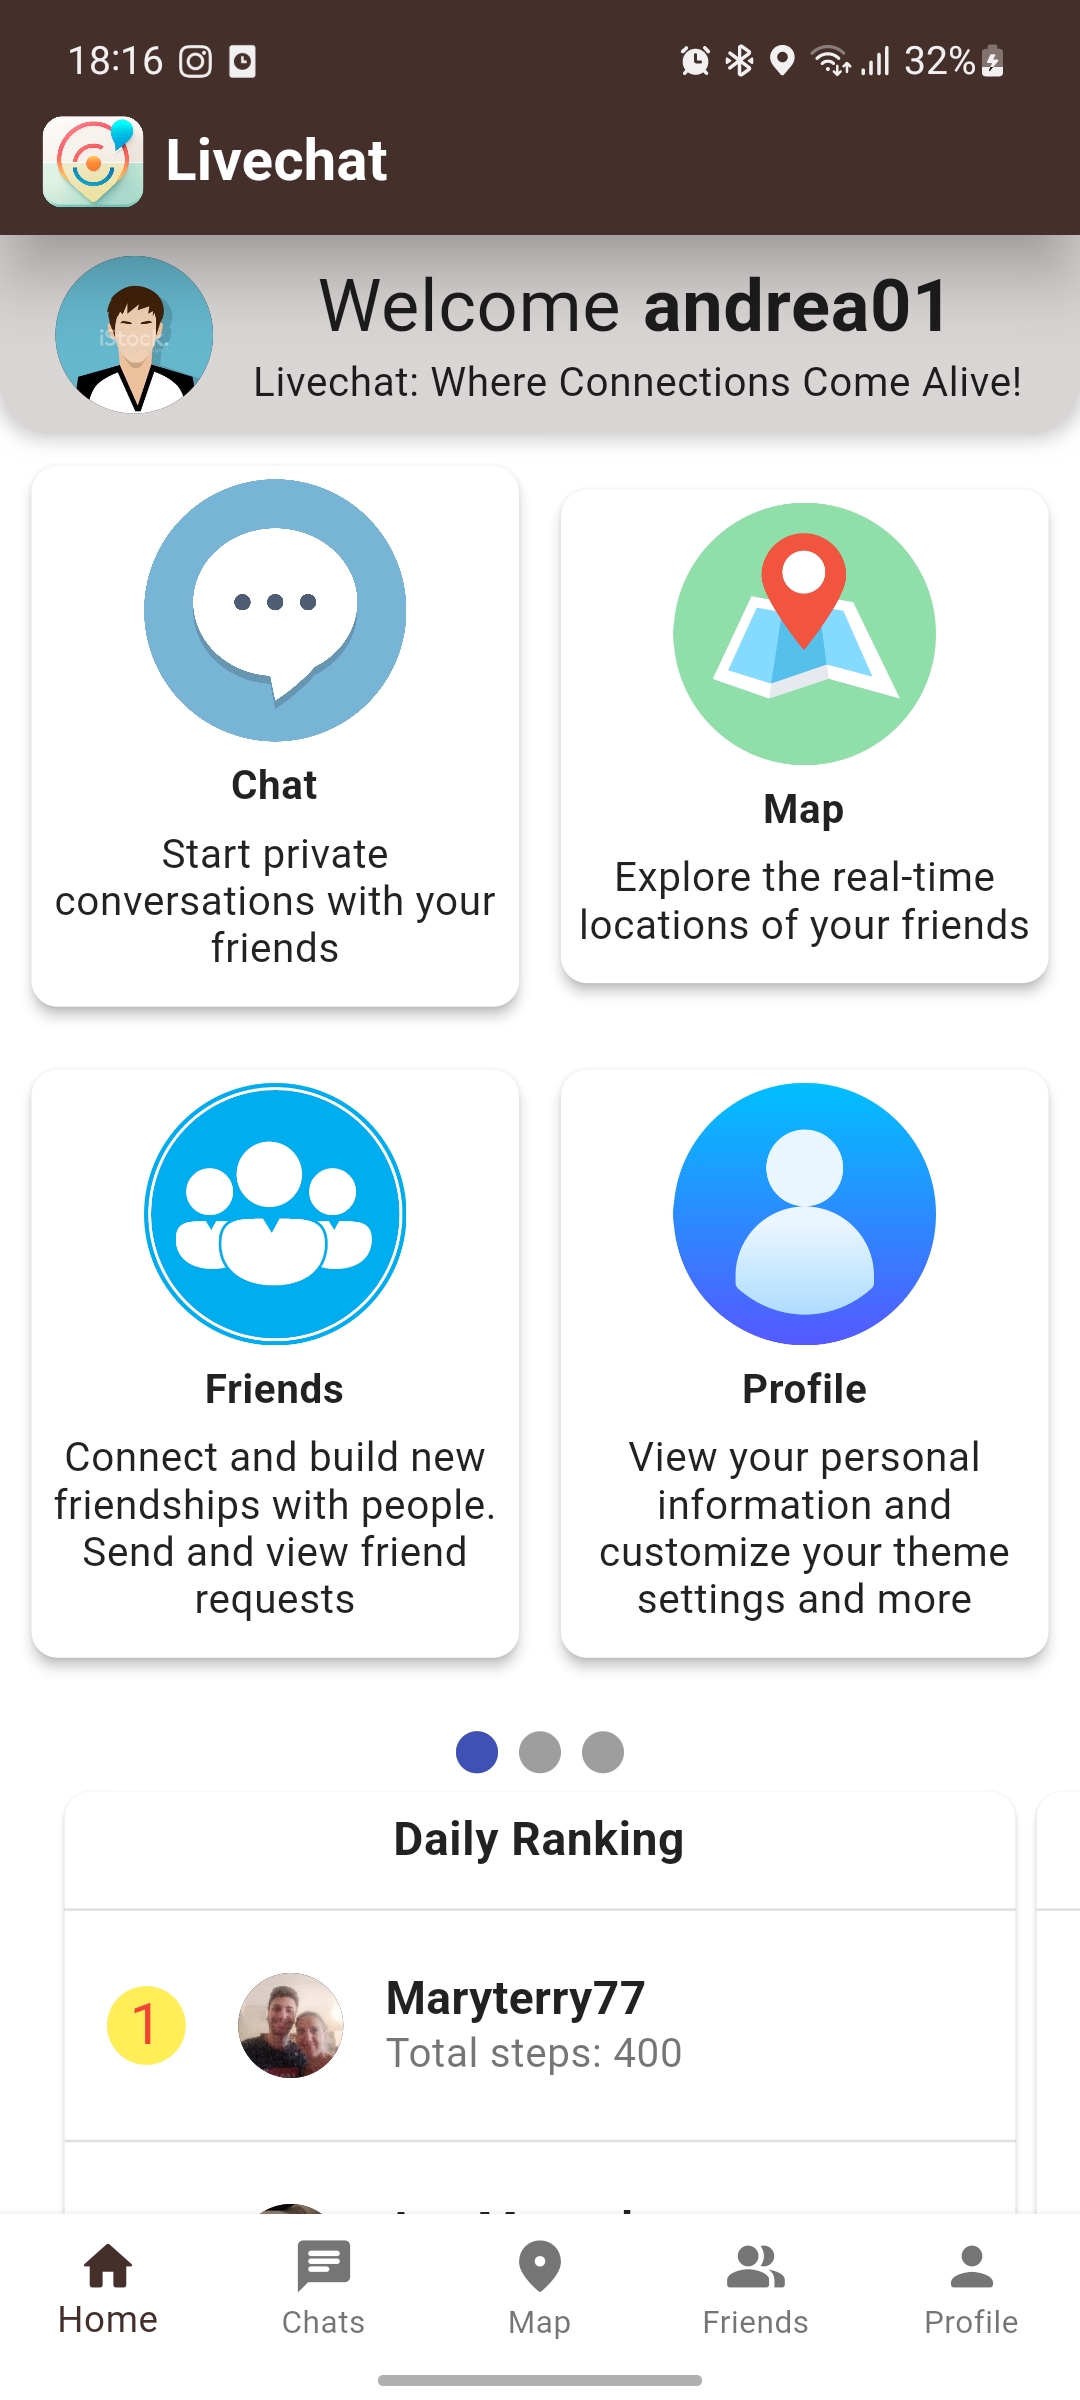 18:16
32%
Livechat
Welcome andrea01
Livechat: Where Connections Come Alive!
iStock.
Chat
Start private
conversations with your
friends
Map
Explore the real-time
locations of your friends
Friends
Connect and build new
friendships with people.
Send and view friend
requests
Profile
View your personal
information and
customize your theme
settings and more
Daily Ranking
1
Maryterry77
Total steps: 400
Home
Chats
Map
Friends
Profile